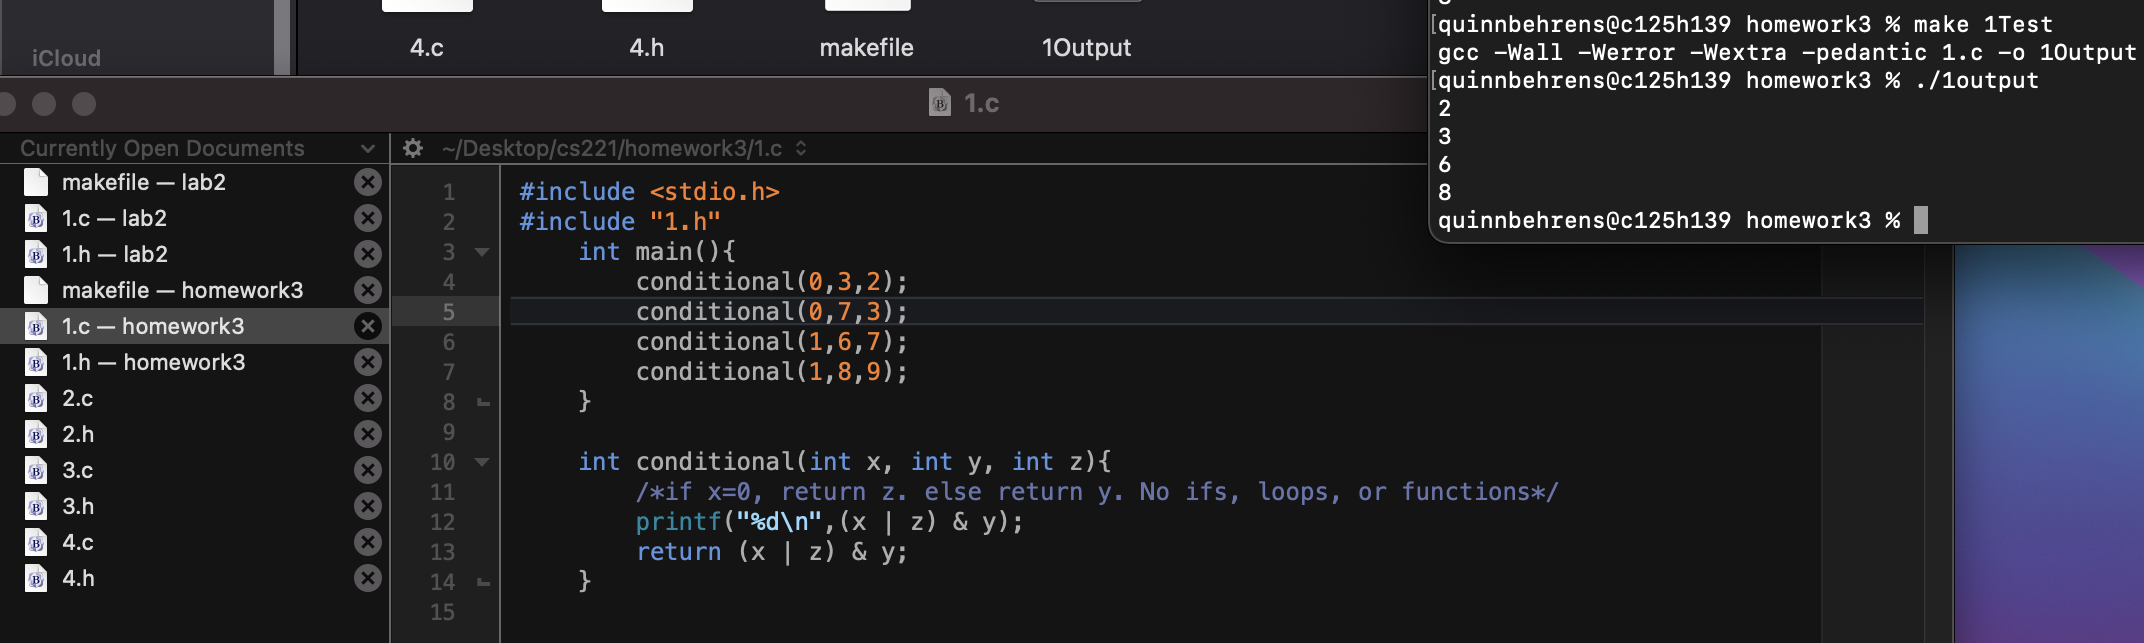 iCloud
4.c
4.h
makefile
1Output
quinnbehrens@c125h139 homework3 % make 1Test
gcc -Wall -Werror -Wextra -pedantic 1.c -o 1Output
quinnbehrens@c125h139 homework3 % ./1output
2
3
6
8
quinnbehrens@c125h139 homework3 %
1.c
Currently Open Documents
~/Desktop/cs221/homework3/1.c
makefile — lab2
1.c — lab2
1.h — lab2
makefile — homework3
1.c — homework3
1.h — homework3
2.c
2.h
3.c
3.h
4.c
4.h
1 #include <stdio.h>
2 #include "1.h"
3 int main(){
4 conditional(0,3,2);
5 conditional(0,7,3);
6 conditional(1,6,7);
7 conditional(1,8,9);
8 }
9
10 int conditional(int x, int y, int z){
11 /*if x=0, return z. else return y. No ifs, loops, or functions*/
12 printf("%d\n",(x | z) & y);
13 return (x | z) & y;
14 }
15